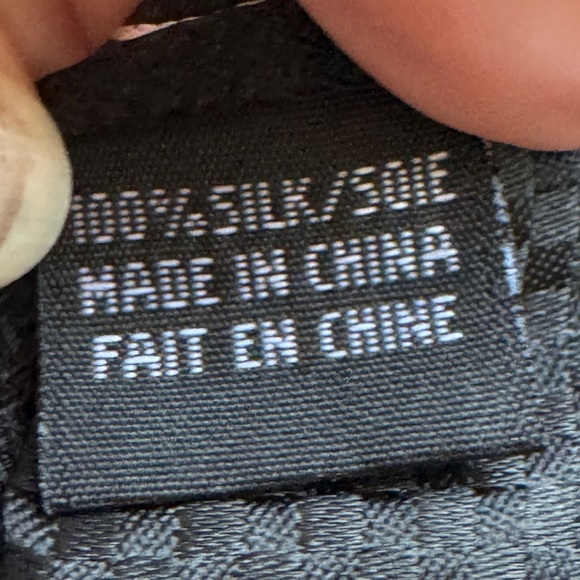 100%SILK/SOIE
MADE IN CHINA
FAIT EN CHINE